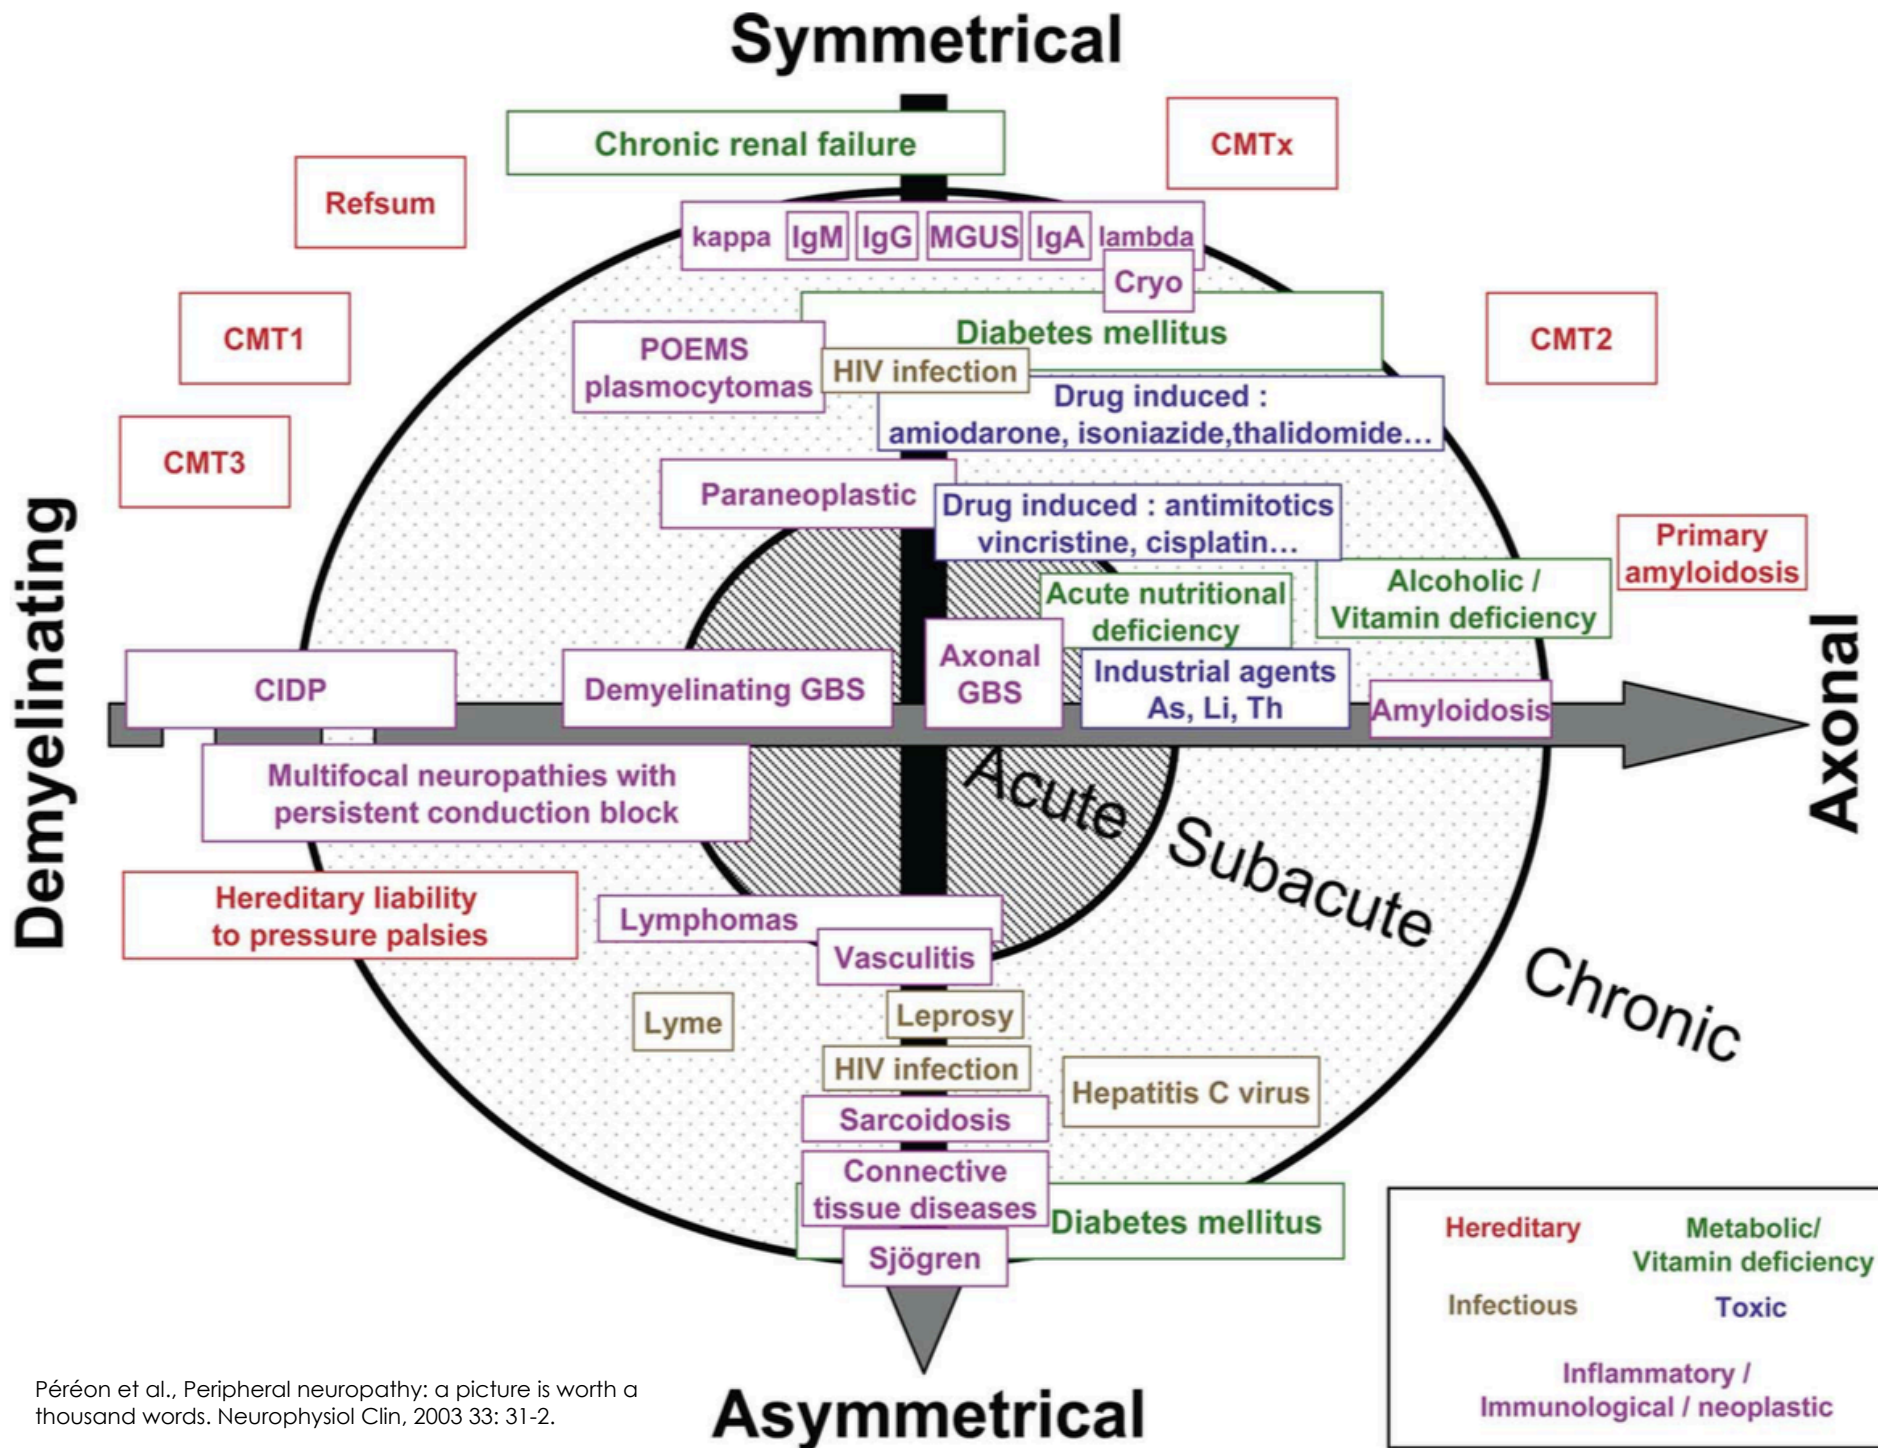 Symmetrical
Chronic renal failure
CMTx
Refsum
kappa IgM IgG MGUS IgA lambda
Cryo
CMT1
Diabetes mellitus
CMT2
POEMS
plasmocytomas
HIV infection
Drug induced :
amiodarone, isoniazide,thalidomide...
CMT3
Paraneoplastic
Drug induced : antimitotics
vincristine, cisplatin...
Primary
amyloidosis
Acute nutritional
deficiency
Alcoholic /
Vitamin deficiency
Demyelinating
CIDP
Demyelinating GBS
Axonal
GBS
Industrial agents
As, Li, Th
Amyloidosis
Axonal
Multifocal neuropathies with
persistent conduction block
Acute
Subacute
Chronic
Hereditary liability
to pressure palsies
Lymphomas
Vasculitis
Lyme
Leprosy
HIV infection
Hepatitis C virus
Sarcoidosis
Connective
tissue diseases
Diabetes mellitus
Sjögren
Asymmetrical
Hereditary
Metabolic/
Vitamin deficiency
Infectious
Toxic
Inflammatory /
Immunological / neoplastic
Péréon et al., Peripheral neuropathy: a picture is worth a
thousand words. Neurophysiol Clin, 2003 33: 31-2.